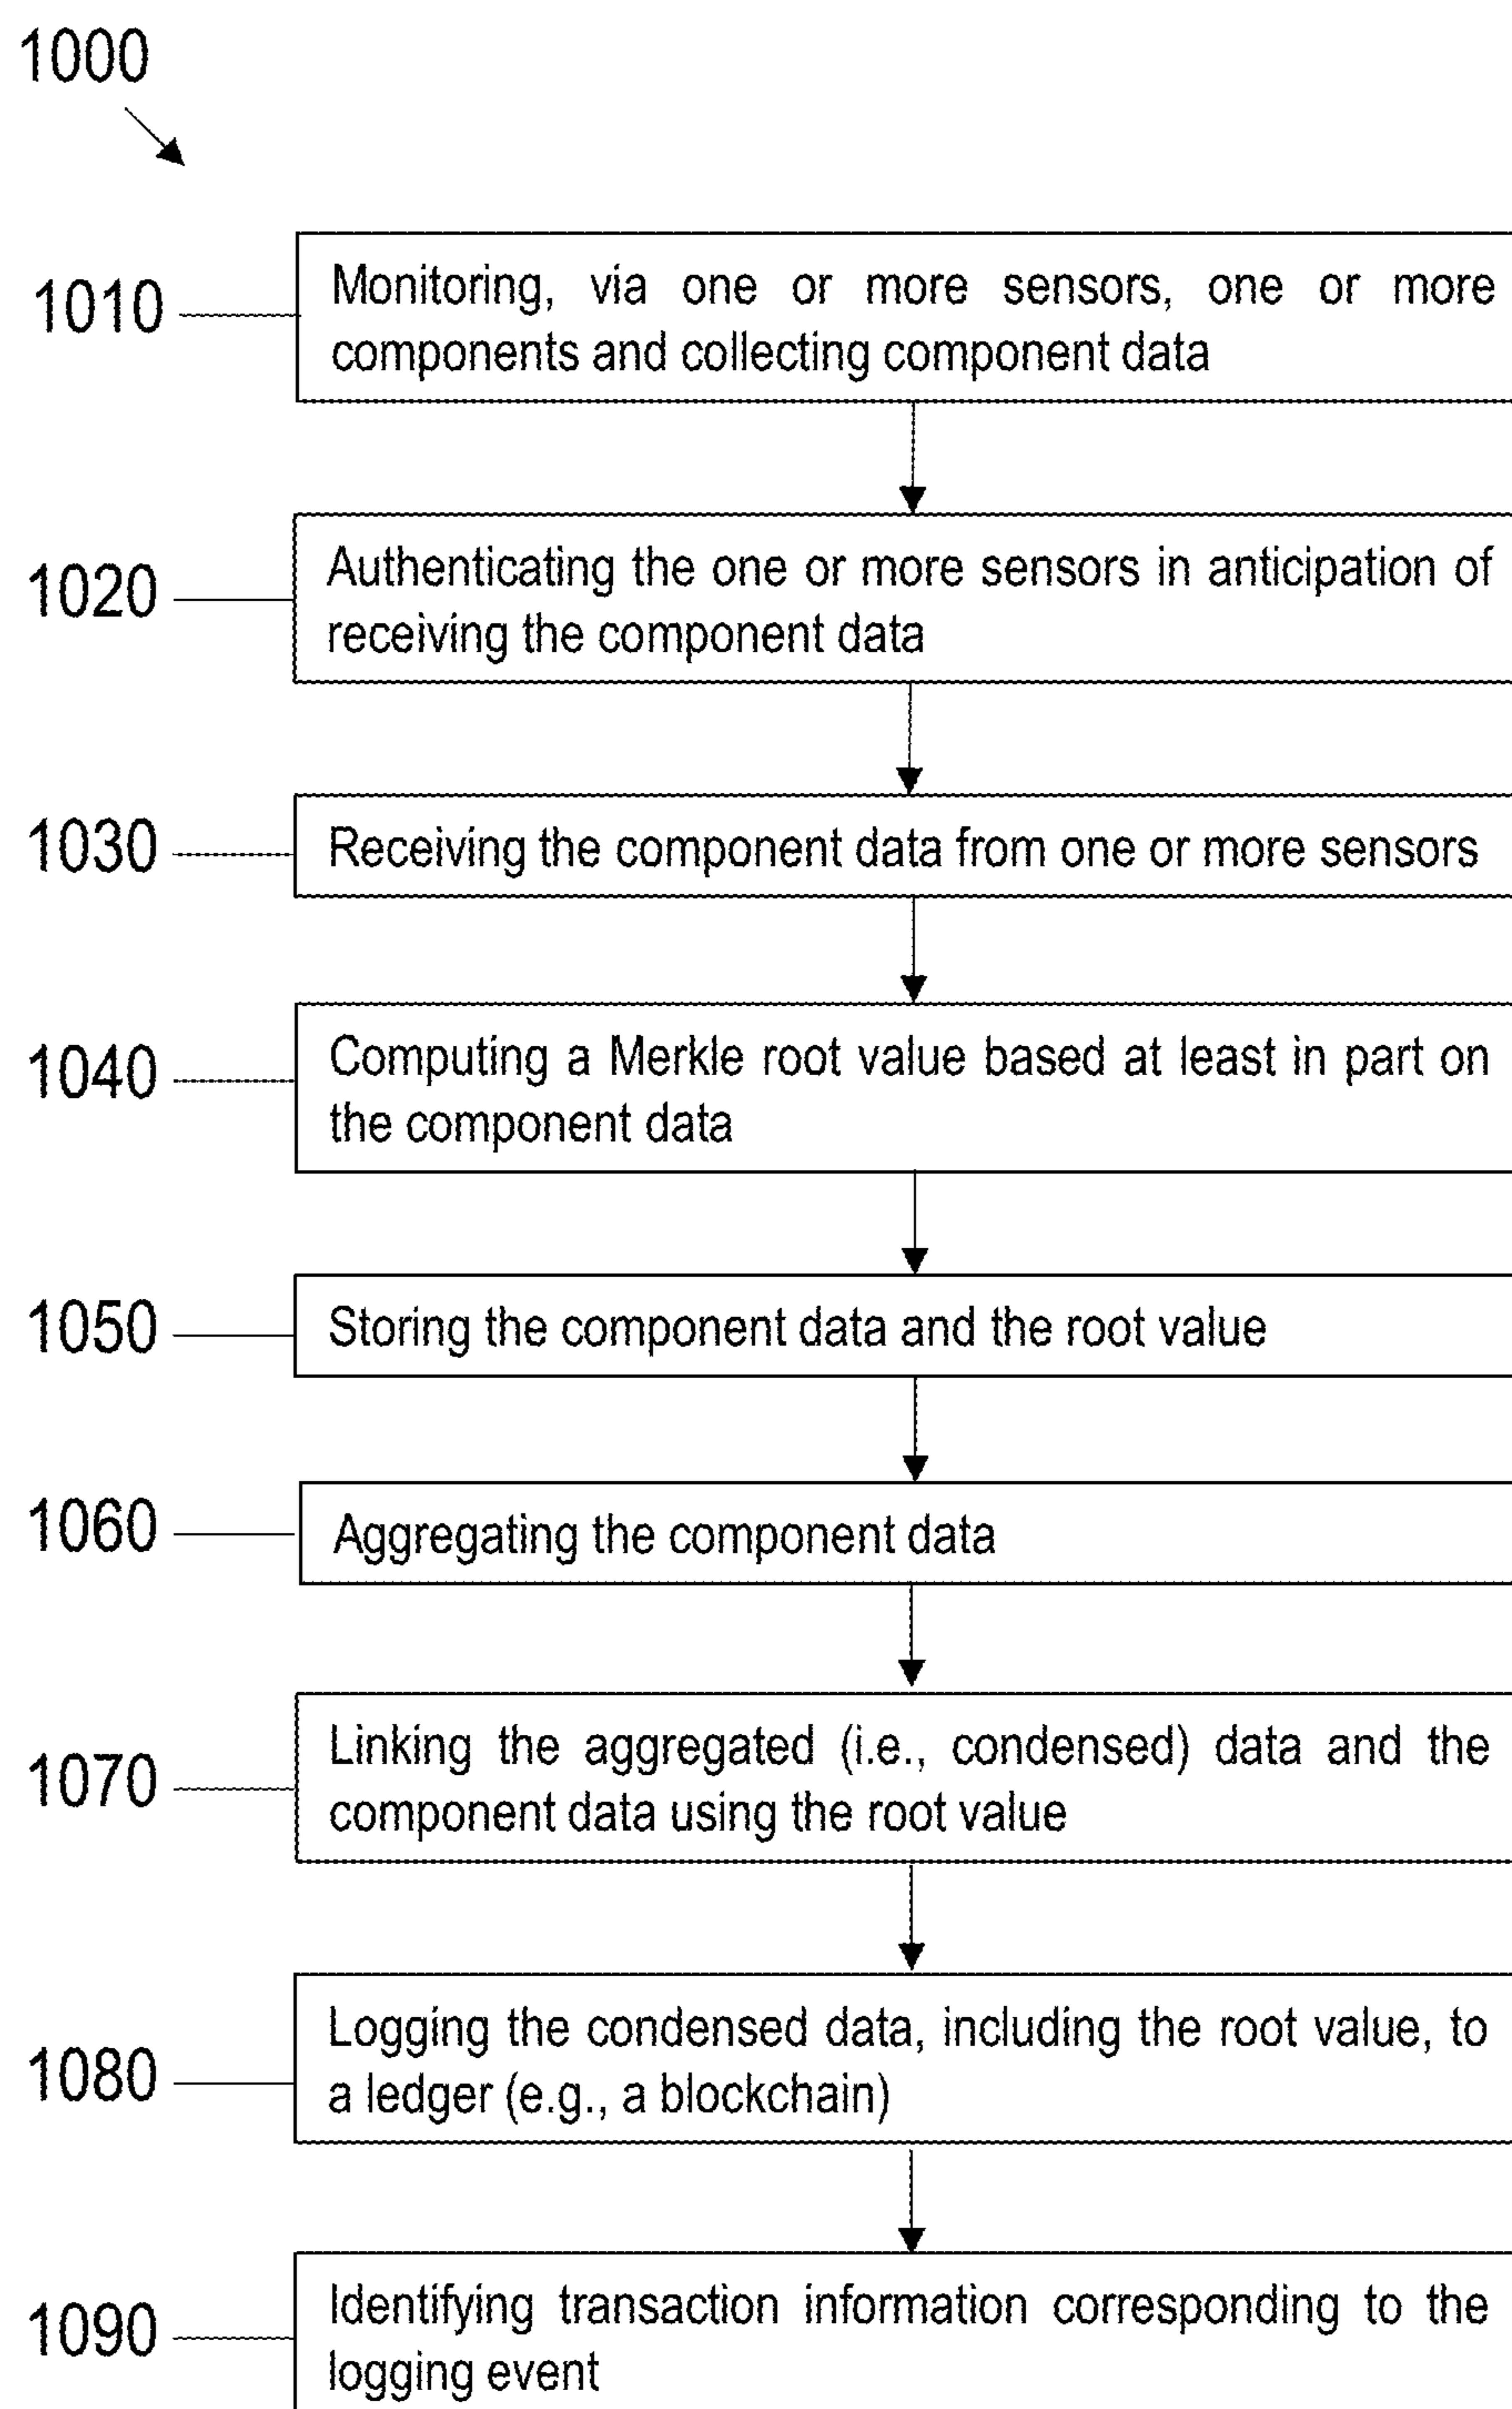 1000
1010
Monitoring, via one or more sensors, one or more
components and collecting component data
1020
Authenticating the one or more sensors in anticipation of
receiving the component data
1030
Receiving the component data from one or more sensors
1040
Computing a Merkle root value based at least in part on
the component data
1050
Storing the component data and the root value
1060
Aggregating the component data
1070
Linking the aggregated (i.e., condensed) data and the
component data using the root value
1080
Logging the condensed data, including the root value, to
a ledger (e.g., a blockchain)
1090
Identifying transaction information corresponding to the
logging event